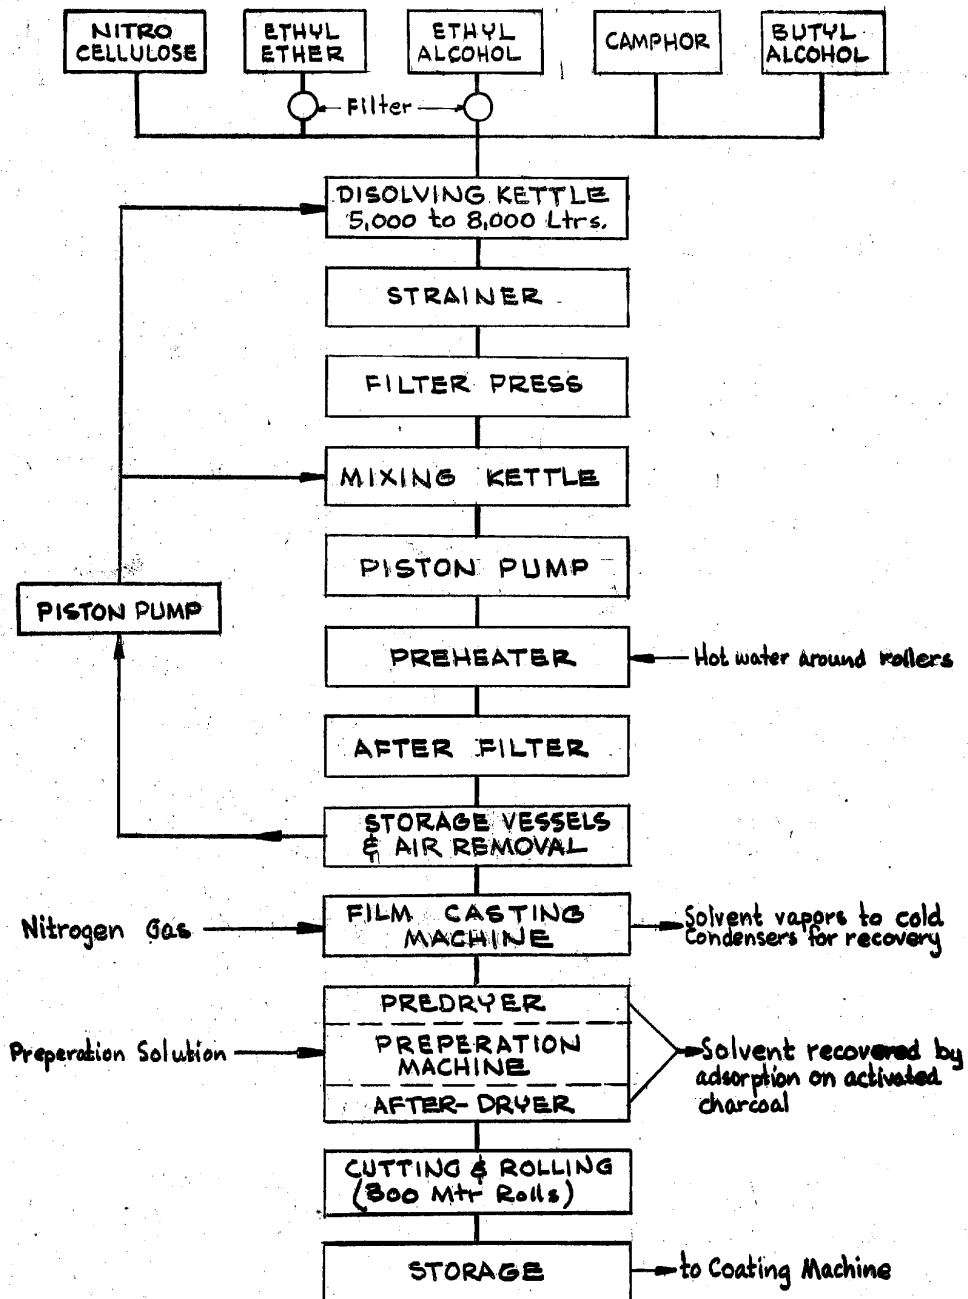 NITRO
CELLULOSE
ETHYL
ETHER
ETHYL
ALCOHOL
CAMPHOR
BUTYL
ALCOHOL
Filter
DISOLVING KETTLE
5,000 to 8,000 Ltrs.
STRAINER
FILTER PRESS
MIXING KETTLE
PISTON PUMP
PISTON PUMP
PREHEATER
Hot water around rollers
AFTER FILTER
STORAGE VESSELS
& AIR REMOVAL
Nitrogen Gas
FILM CASTING
MACHINE
Solvent vapors to cold
Condensers for recovery
PREDRYER
Preperation Solution
PREPERATION
MACHINE
AFTER-DRYER
Solvent recovered by
adsorption on activated
charcoal
CUTTING & ROLLING
(800 Mtr Rolls)
STORAGE
to Coating Machine